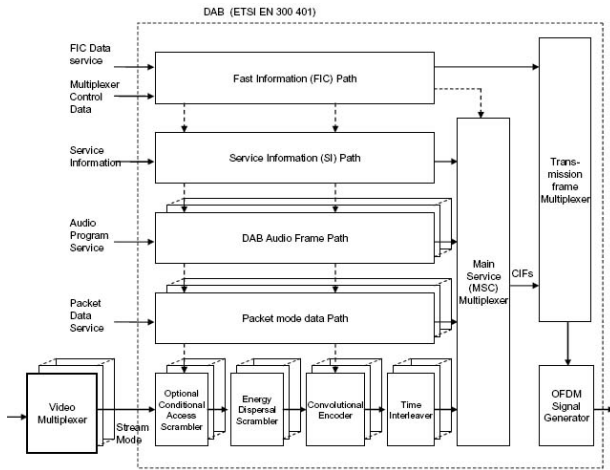 DAB (ETSI EN 300 401)
FIC Data
service
Multiplexer
Control
Data
Fast Information (FIC) Path
Service
Information
Service Information (SI) Path
Trans-
mission
frame
Multiplexer
Audio
Program
Service
DAB Audio Frame Path
Main
Service
(MSC)
Multiplexer
CIFs
Packet
Data
Service
Packet mode data Path
Video
Multiplexer
Stream
Mode
Optional
Conditional
Access
Scrambler
Energy
Dispersal
Scrambler
Convolutional
Encoder
Time
Interleaver
OFDM
Signal
Generator